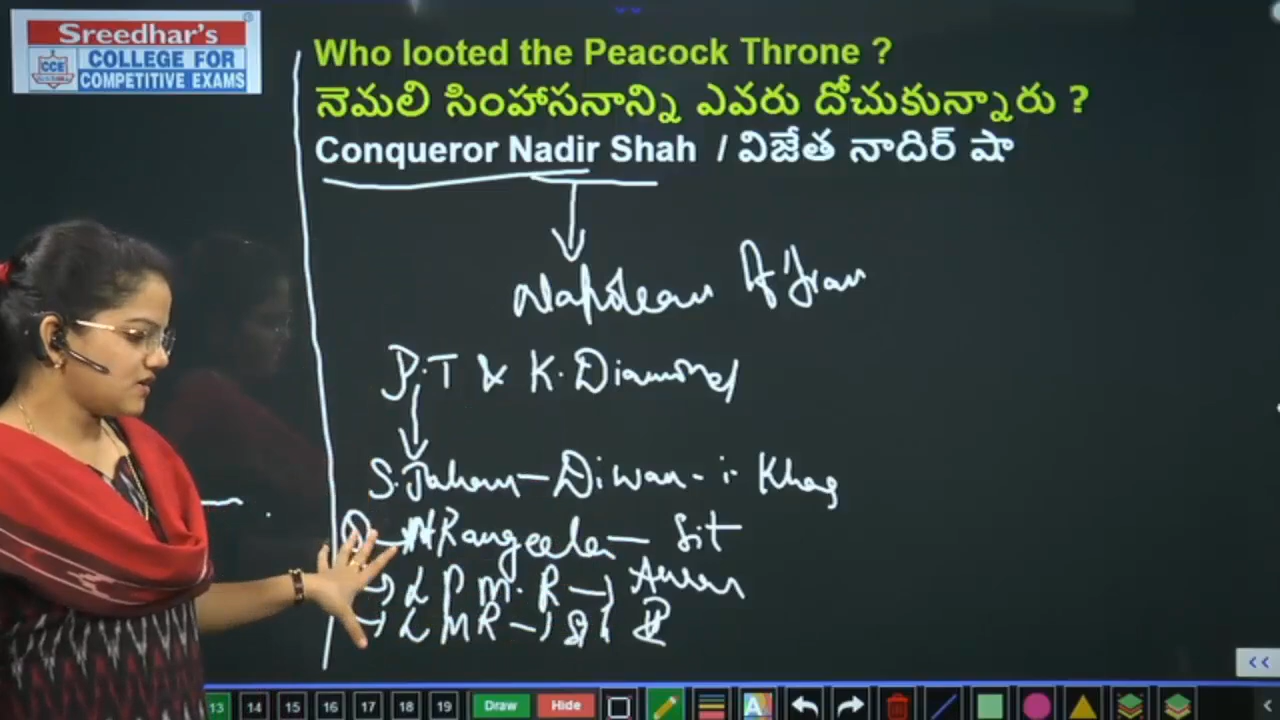 Sreedhar's
CCE
COLLEGE FOR
COMPETITIVE EXAMS
Who looted the Peacock Throne ?
నెమలి సింహాసనాన్ని ఎవరు దోచుకున్నారు ?
Conqueror Nadir Shah / విజేత నాదిర్ షా
Napolean of Iran
P.T & K. Diamond
S. Jahan - Diwan-i-Khas
Rangeela - Sit
L P M. R →
L M R →
<<
13 14 15 16 17 18 19 Draw Hide